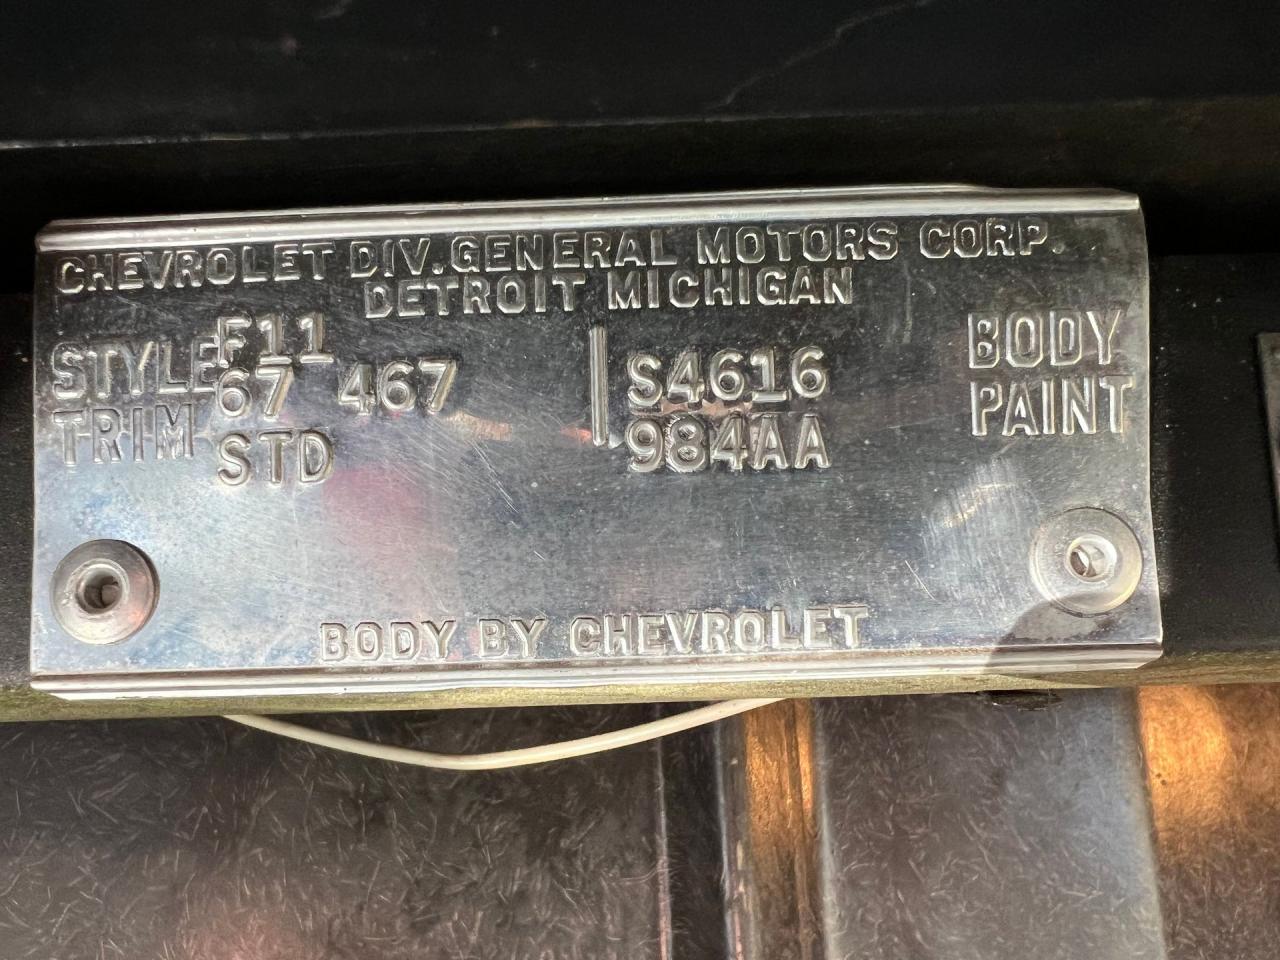 CHEVROLET DIV. GENERAL MOTORS CORP.
DETROIT MICHIGAN
F11
STYLE 67 467 S4616 BODY
TRIM STD 984AA PAINT
BODY BY CHEVROLET